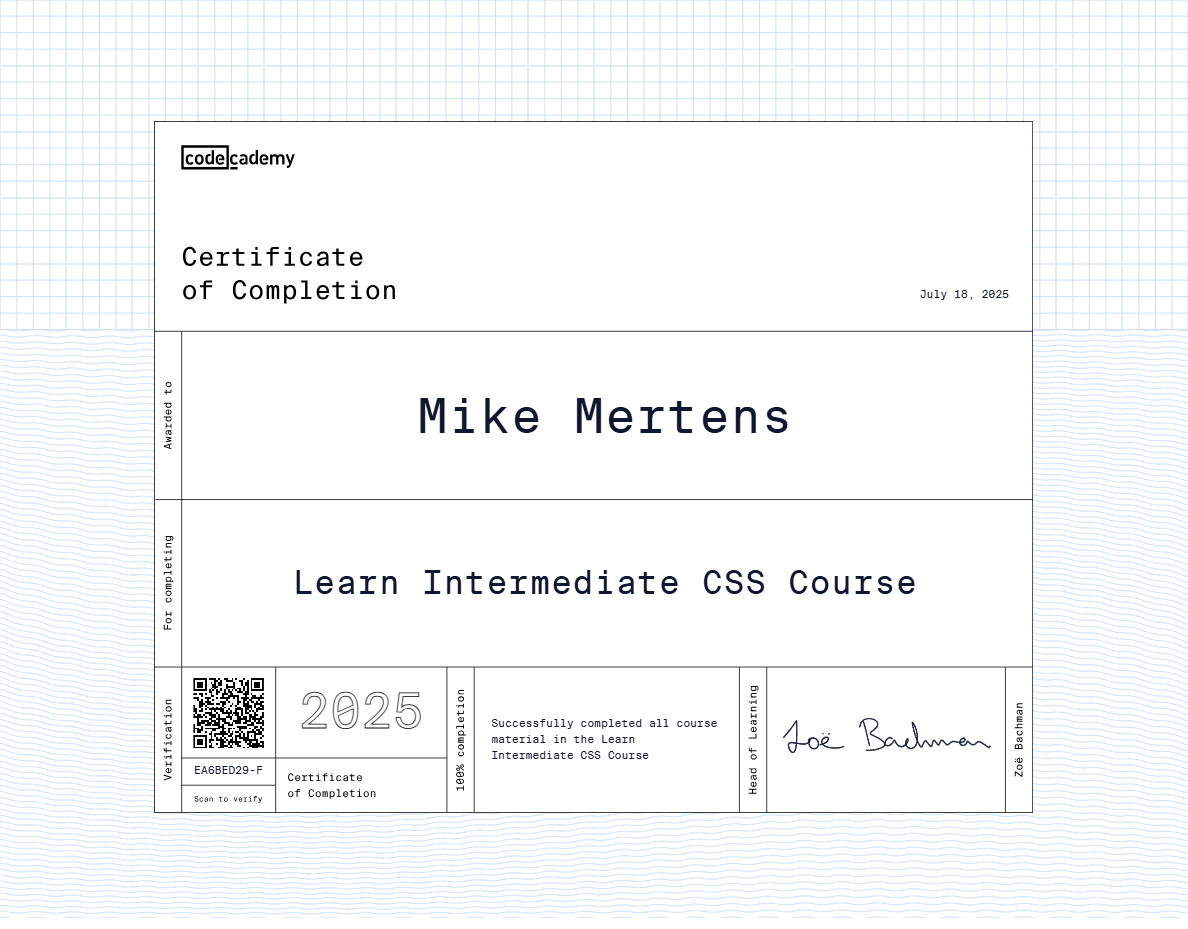 codecademy
Certificate
of Completion
July 18, 2025
Awarded to
Mike Mertens
For completing
Learn Intermediate CSS Course
Verification
EA6BED29-F
Scan to verify
2025
Certificate
of Completion
100% completion
Successfully completed all course
material in the Learn
Intermediate CSS Course
Head of Learning
Zoë Bachman
Zoë Bachman